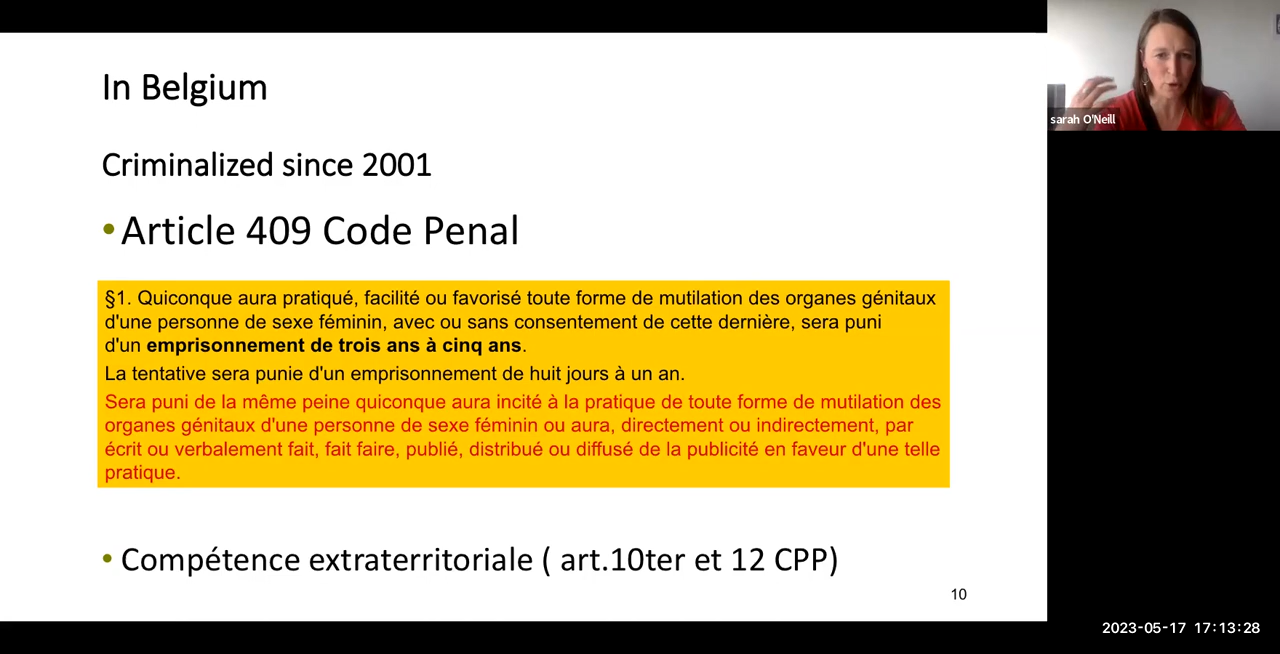 In Belgium
Criminalized since 2001
•Article 409 Code Penal
§1. Quiconque aura pratiqué, facilité ou favorisé toute forme de mutilation des organes génitaux
d'une personne de sexe féminin, avec ou sans consentement de cette dernière, sera puni
d'un emprisonnement de trois ans à cinq ans.
La tentative sera punie d'un emprisonnement de huit jours à un an.
Sera puni de la même peine quiconque aura incité à la pratique de toute forme de mutilation des
organes génitaux d'une personne de sexe féminin ou aura, directement ou indirectement, par
écrit ou verbalement fait, fait faire, publié, distribué ou diffusé de la publicité en faveur d'une telle
pratique.
• Compétence extraterritoriale ( art.10ter et 12 CPP)
10
sarah O'Neill
2023-05-17 17:13:28